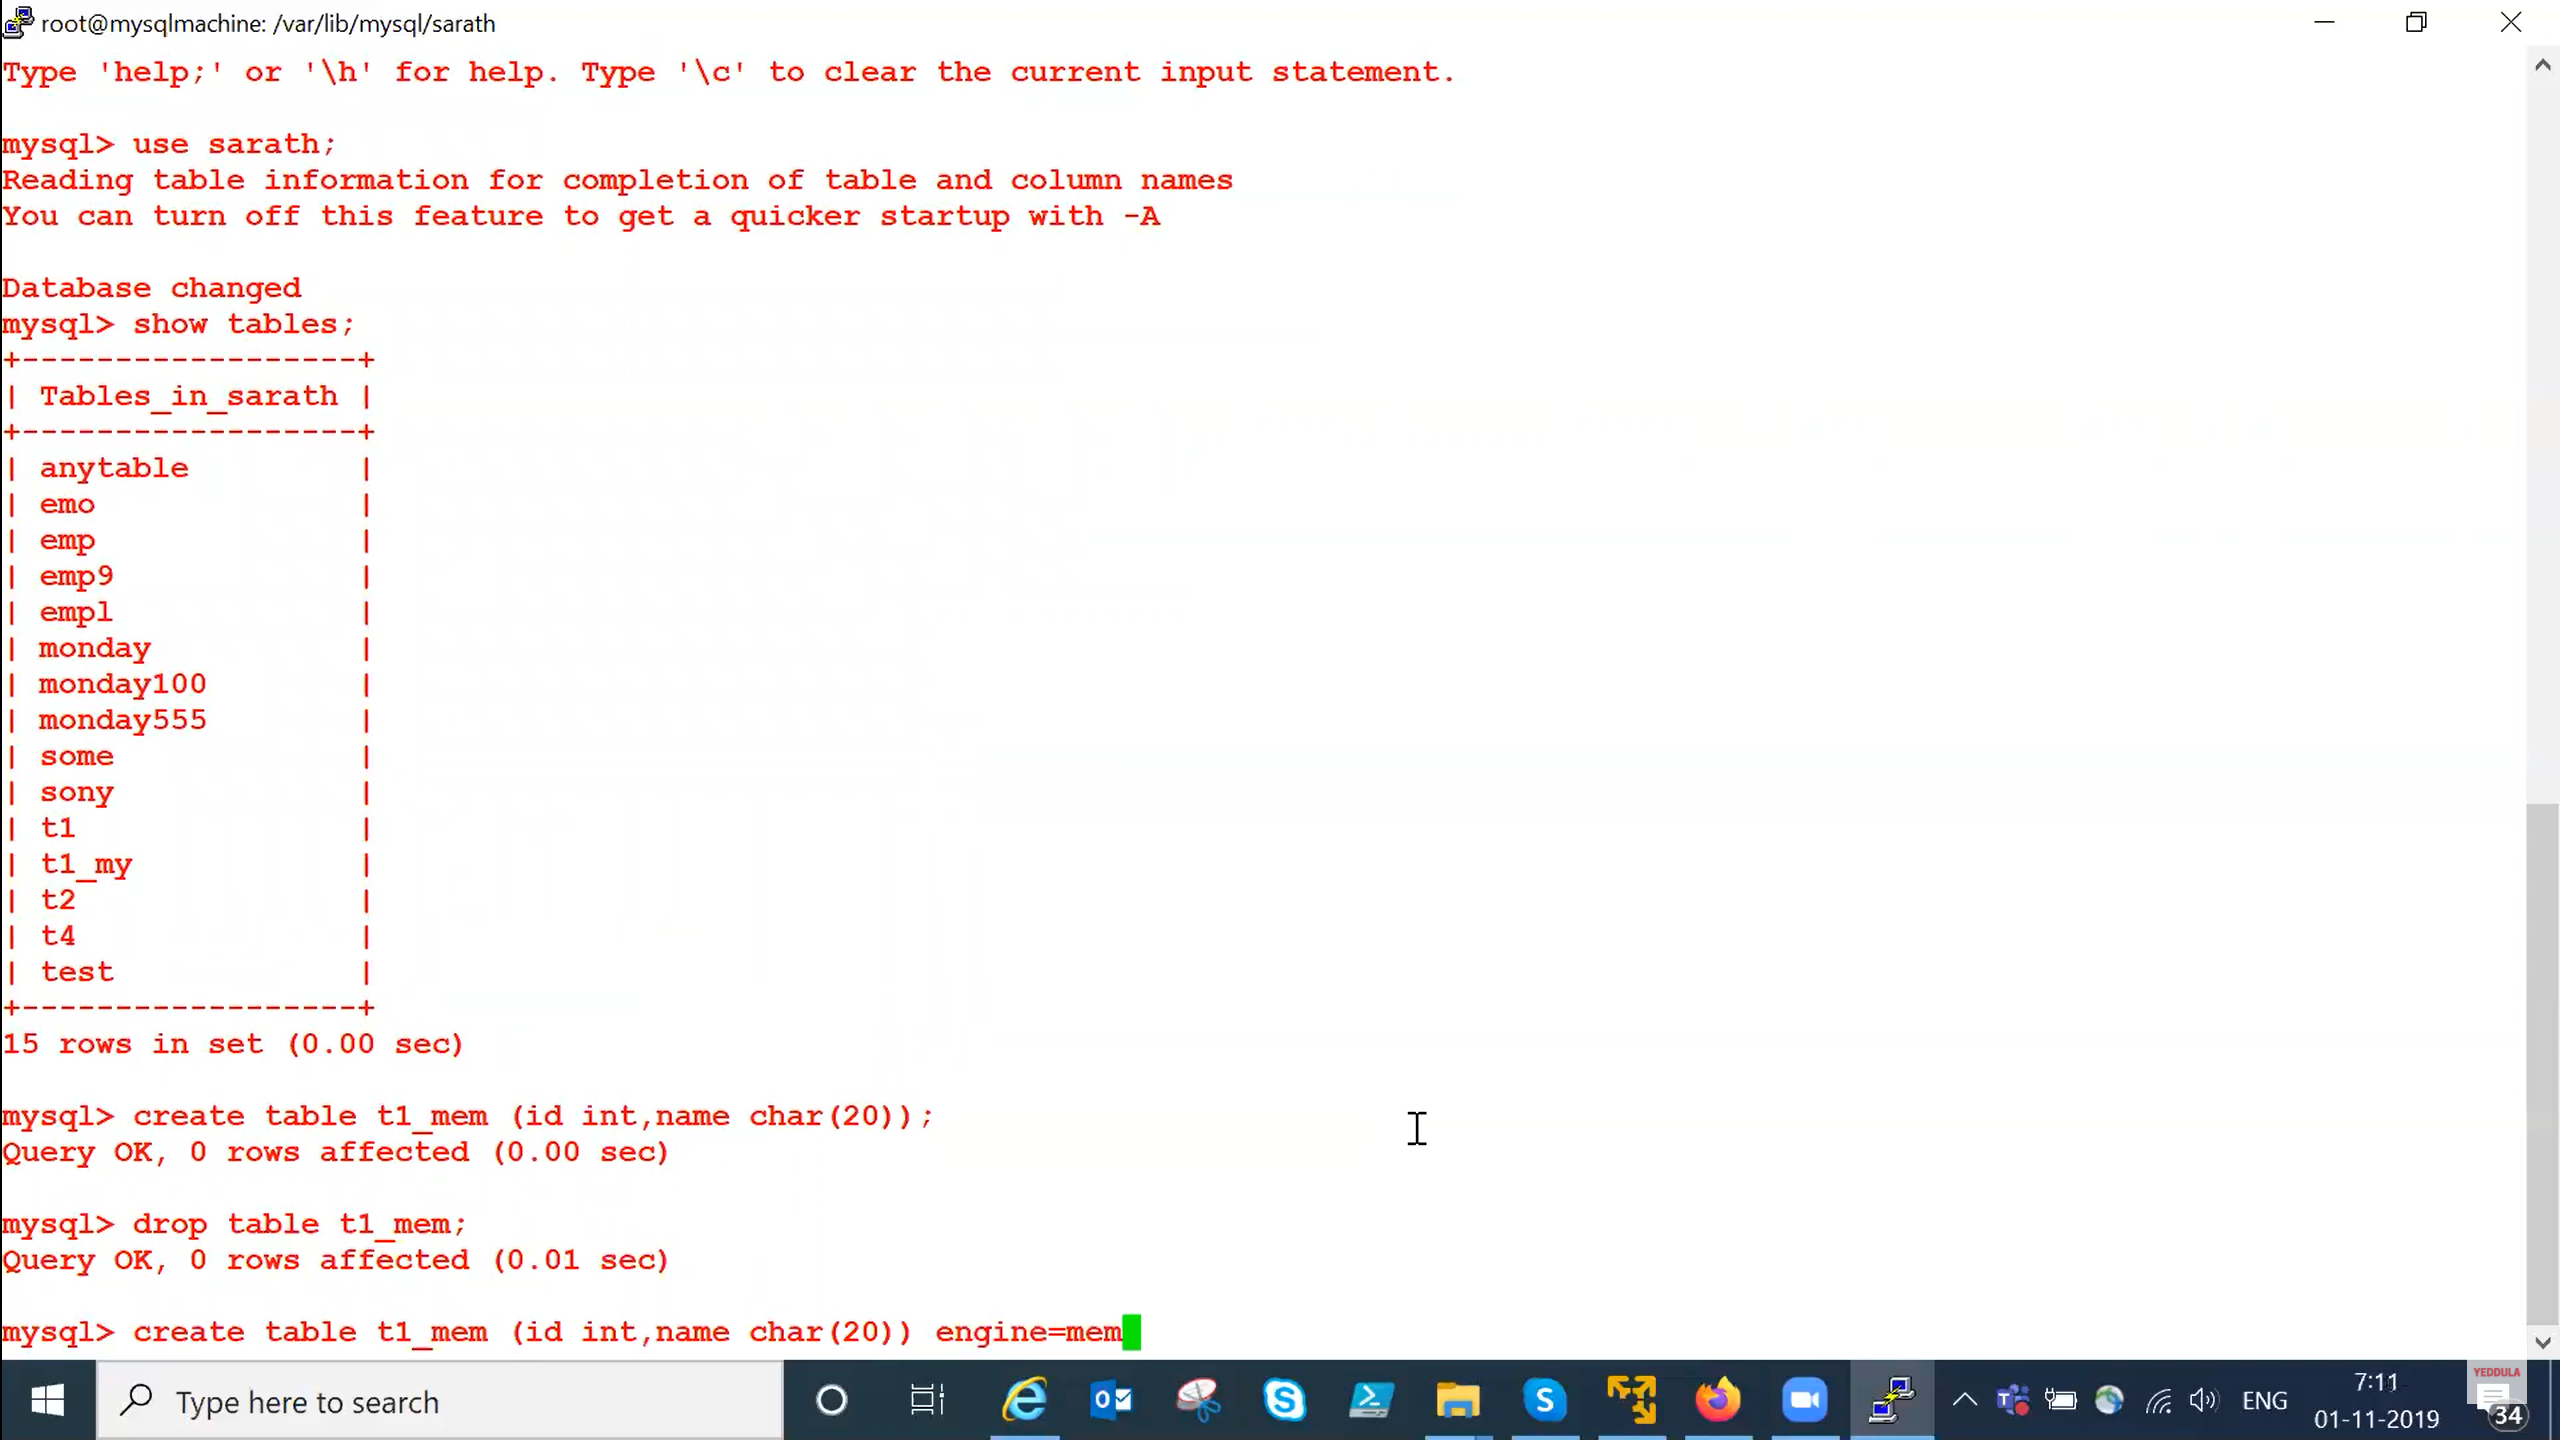 root@mysqlmachine: /var/lib/mysql/sarath
Type 'help;' or '\h' for help. Type '\c' to clear the current input statement.
mysql> use sarath;
Reading table information for completion of table and column names
You can turn off this feature to get a quicker startup with -A
Database changed
mysql> show tables;
+------------------+
| Tables_in_sarath |
+------------------+
| anytable         |
| emo              |
| emp              |
| emp9             |
| empl             |
| monday           |
| monday100        |
| monday555        |
| some             |
| sony             |
| t1               |
| t1_my            |
| t2               |
| t4               |
| test             |
+------------------+
15 rows in set (0.00 sec)
mysql> create table t1_mem (id int,name char(20));
Query OK, 0 rows affected (0.00 sec)
mysql> drop table t1_mem;
Query OK, 0 rows affected (0.01 sec)
mysql> create table t1_mem (id int,name char(20)) engine=mem
Type here to search
ENG
7:11
01-11-2019
YEDDULA
34